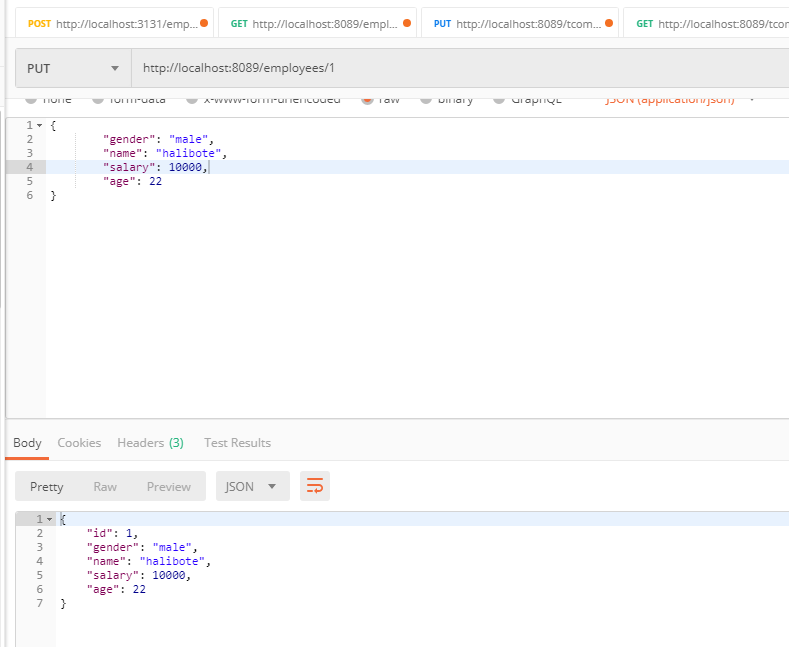 POST http://localhost:3131/emp... GET http://localhost:8089/empl... PUT http://localhost:8089/tcom... GET http://localhost:8089/tcor
PUT http://localhost:8089/employees/1
none form-data x-www-form-urlencoded raw binary GraphQL JSON (application/json)
1 {
2 "gender": "male",
3 "name": "halibote",
4 "salary": 10000,
5 "age": 22
6 }
Body Cookies Headers (3) Test Results
Pretty Raw Preview JSON
1 {
2 "id": 1,
3 "gender": "male",
4 "name": "halibote",
5 "salary": 10000,
6 "age": 22
7 }